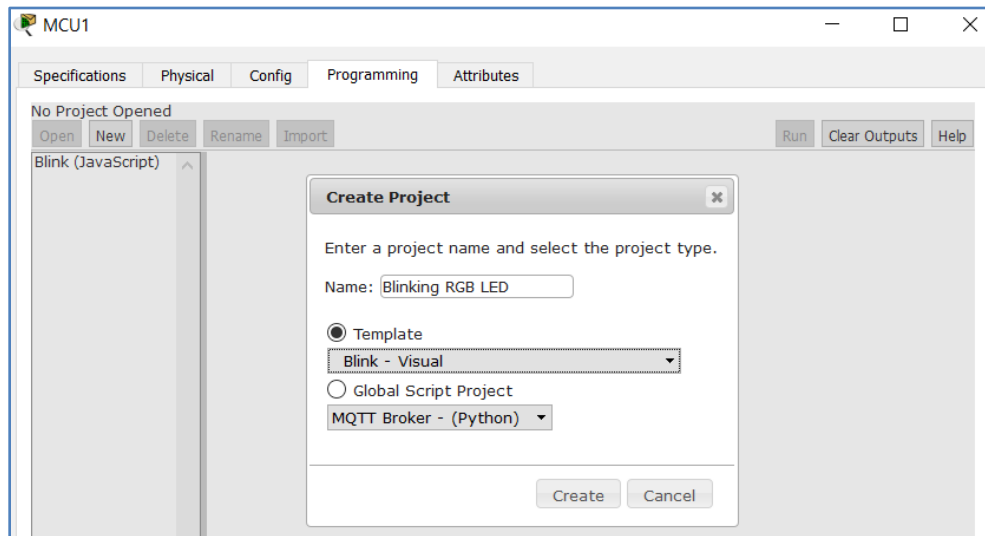 MCU1
Specifications Physical Config Programming Attributes
No Project Opened
Open New Delete Rename Import Run Clear Outputs Help
Blink (JavaScript)
Create Project
Enter a project name and select the project type.
Name: Blinking RGB LED
Template
Blink - Visual
Global Script Project
MQTT Broker - (Python)
Create Cancel